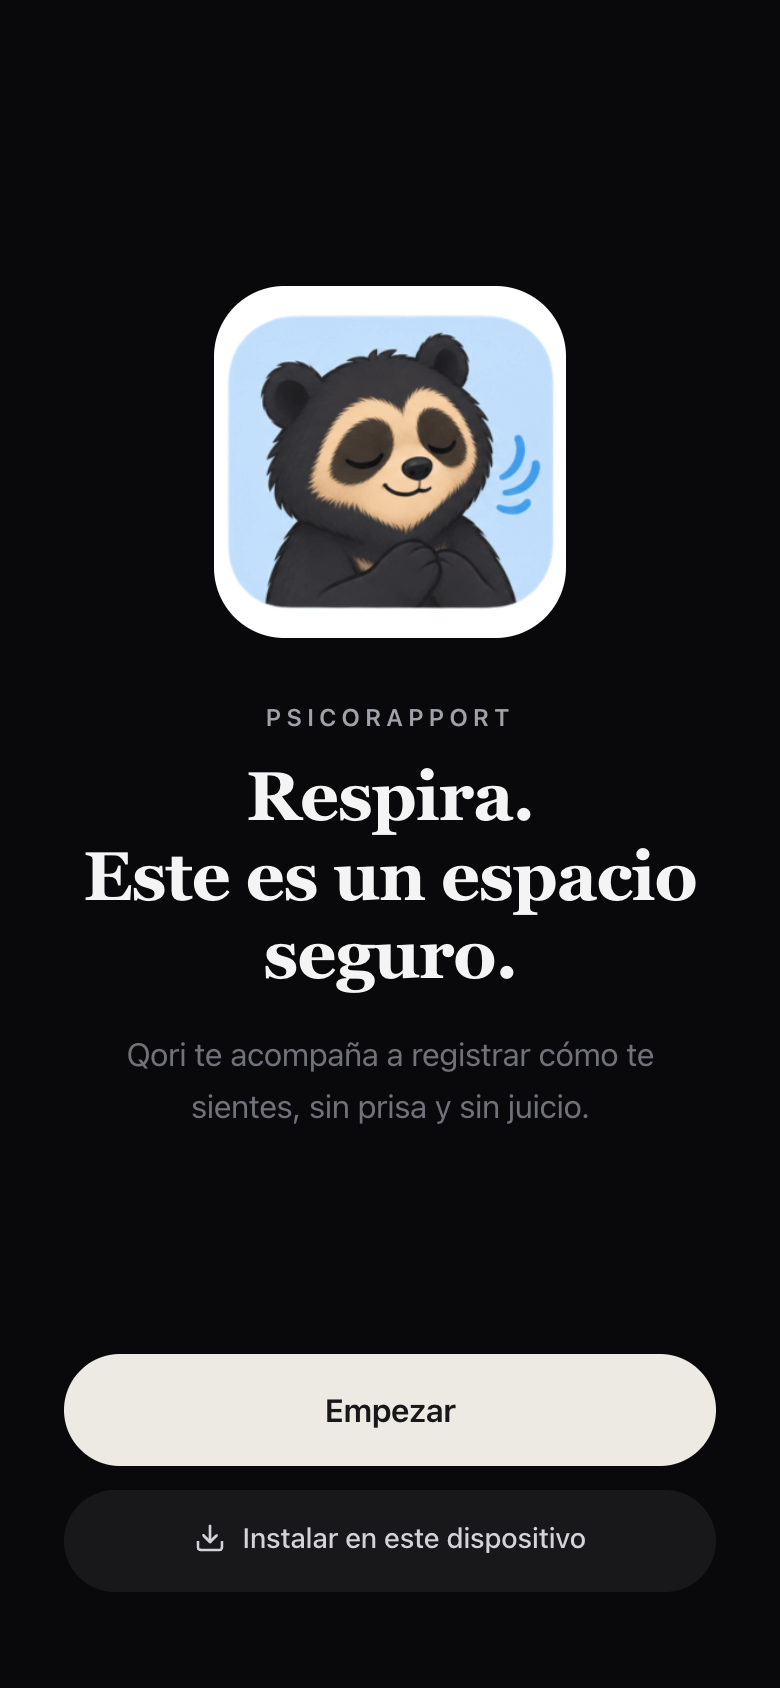 PSICORAPPORT
Respira.
Este es un espacio
seguro.
Qori te acompaña a registrar cómo te
sientes, sin prisa y sin juicio.
Empezar
Instalar en este dispositivo